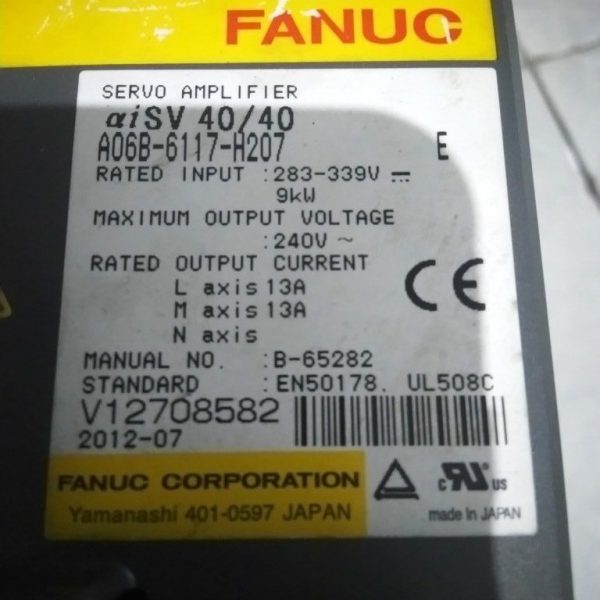 FANUC
SERVO AMPLIFIER
αiSV 40/40
A06B-6117-H207 E
RATED INPUT :283-339V ⎓
9kW
MAXIMUM OUTPUT VOLTAGE
:240V ~
RATED OUTPUT CURRENT
L axis 13A
M axis 13A
N axis
CE
MANUAL NO. :B-65282
STANDARD :EN50178. UL508C
V12708582
2012-07
FANUC CORPORATION
Yamanashi 401-0597 JAPAN
c RU us
made in JAPAN